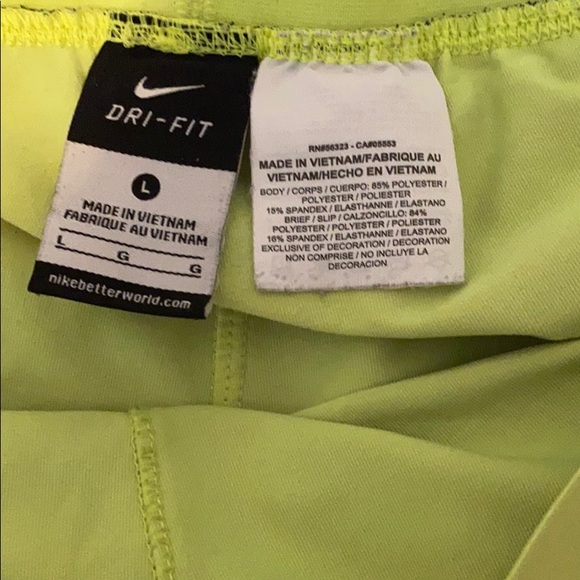 DRI-FIT
L
MADE IN VIETNAM
FABRIQUE AU VIETNAM
L G G
nikebetterworld.com
RN#56323 - CA#05553
MADE IN VIETNAM/FABRIQUE AU
VIETNAM/HECHO EN VIETNAM
BODY / CORPS / CUERPO: 85% POLYESTER /
POLYESTER / POLIESTER
15% SPANDEX / ELASTHANNE / ELASTANO
BRIEF / SLIP / CALZONCILLO: 84%
POLYESTER / POLYESTER / POLIESTER
16% SPANDEX / ELASTHANNE / ELASTANO
EXCLUSIVE OF DECORATION / DECORATION
NON COMPRISE / NO INCLUYE LA
DECORACION